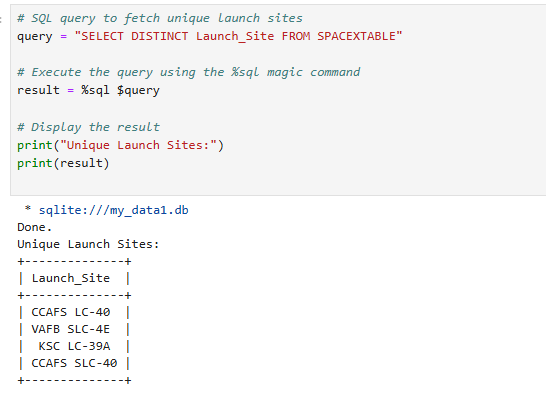 # SQL query to fetch unique launch sites
query = "SELECT DISTINCT Launch_Site FROM SPACEXTABLE"
# Execute the query using the %sql magic command
result = %sql $query
# Display the result
print("Unique Launch Sites:")
print(result)
* sqlite:///my_data1.db
Done.
Unique Launch Sites:
+--------------+
| Launch_Site  |
+--------------+
| CCAFS LC-40  |
| VAFB SLC-4E  |
|  KSC LC-39A  |
| CCAFS SLC-40 |
+--------------+